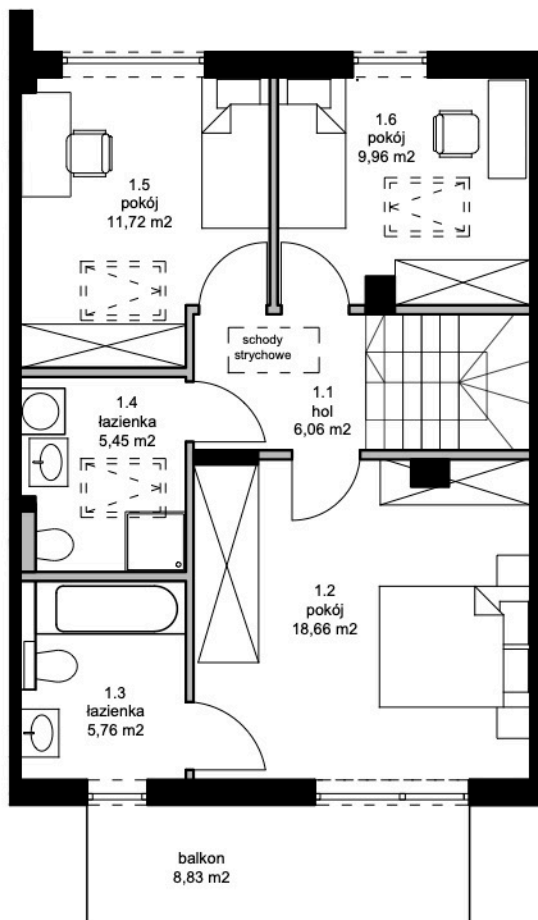 1.6
pokój
9,96 m2
1.5
pokój
11,72 m2
schody
strychowe
1.1
hol
6,06 m2
1.4
łazienka
5,45 m2
1.2
pokój
18,66 m2
1.3
łazienka
5,76 m2
balkon
8,83 m2